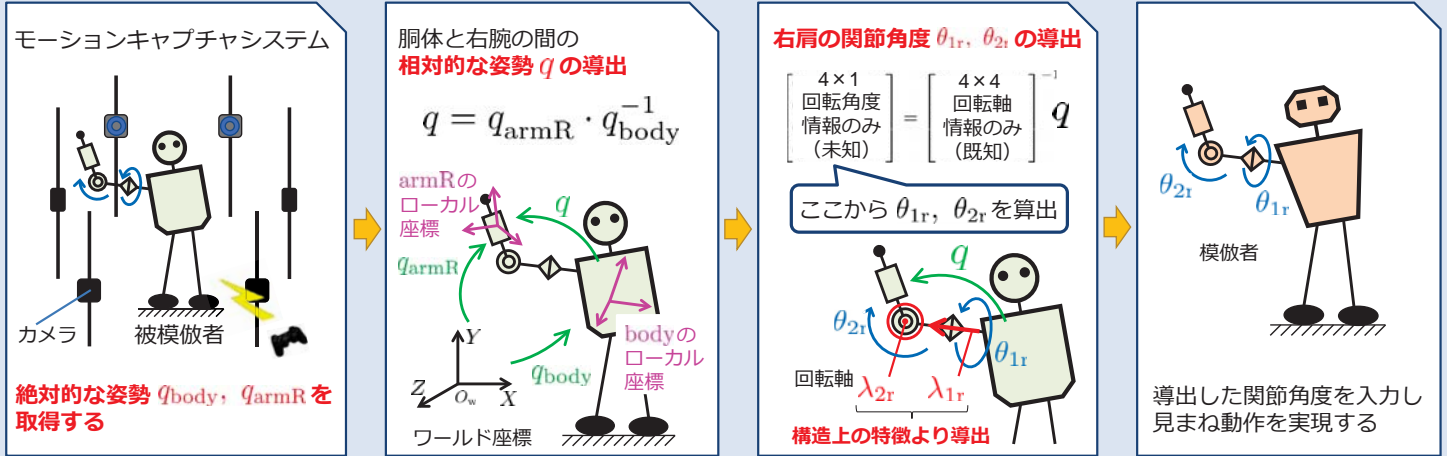 モーションキャプチャシステム
カメラ
被模倣者
絶対的な姿勢 q_body, q_armR を
取得する
胴体と右腕の間の
相対的な姿勢 q の導出
q = q_armR · q_body^{-1}
armRの
ローカル
座標
q
q_armR
bodyの
ローカル
座標
q_body
Y
Z
O_w
X
ワールド座標
右肩の関節角度 θ_1r, θ_2r の導出
[4×1 回転角度 情報のみ （未知）] = [4×4 回転軸 情報のみ （既知）]^{-1} q
ここから θ_1r, θ_2r を算出
q
θ_2r
θ_1r
回転軸
λ_2r
λ_1r
構造上の特徴より導出
θ_2r
θ_1r
模倣者
導出した関節角度を入力し
見まね動作を実現する